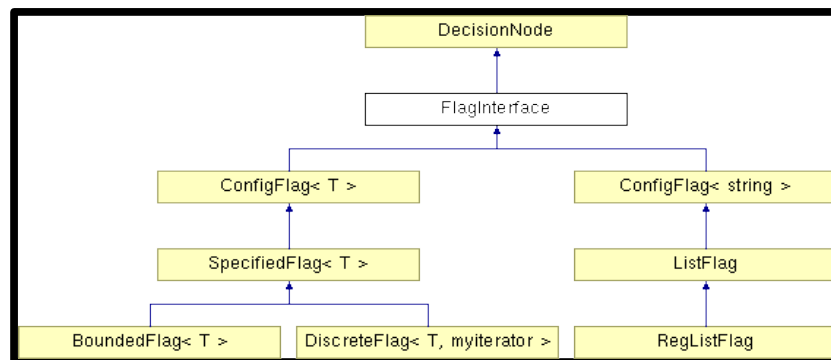 DecisionNode
FlagInterface
ConfigFlag< T >
ConfigFlag< string >
SpecifiedFlag< T >
ListFlag
BoundedFlag< T >
DiscreteFlag< T, myiterator >
RegListFlag